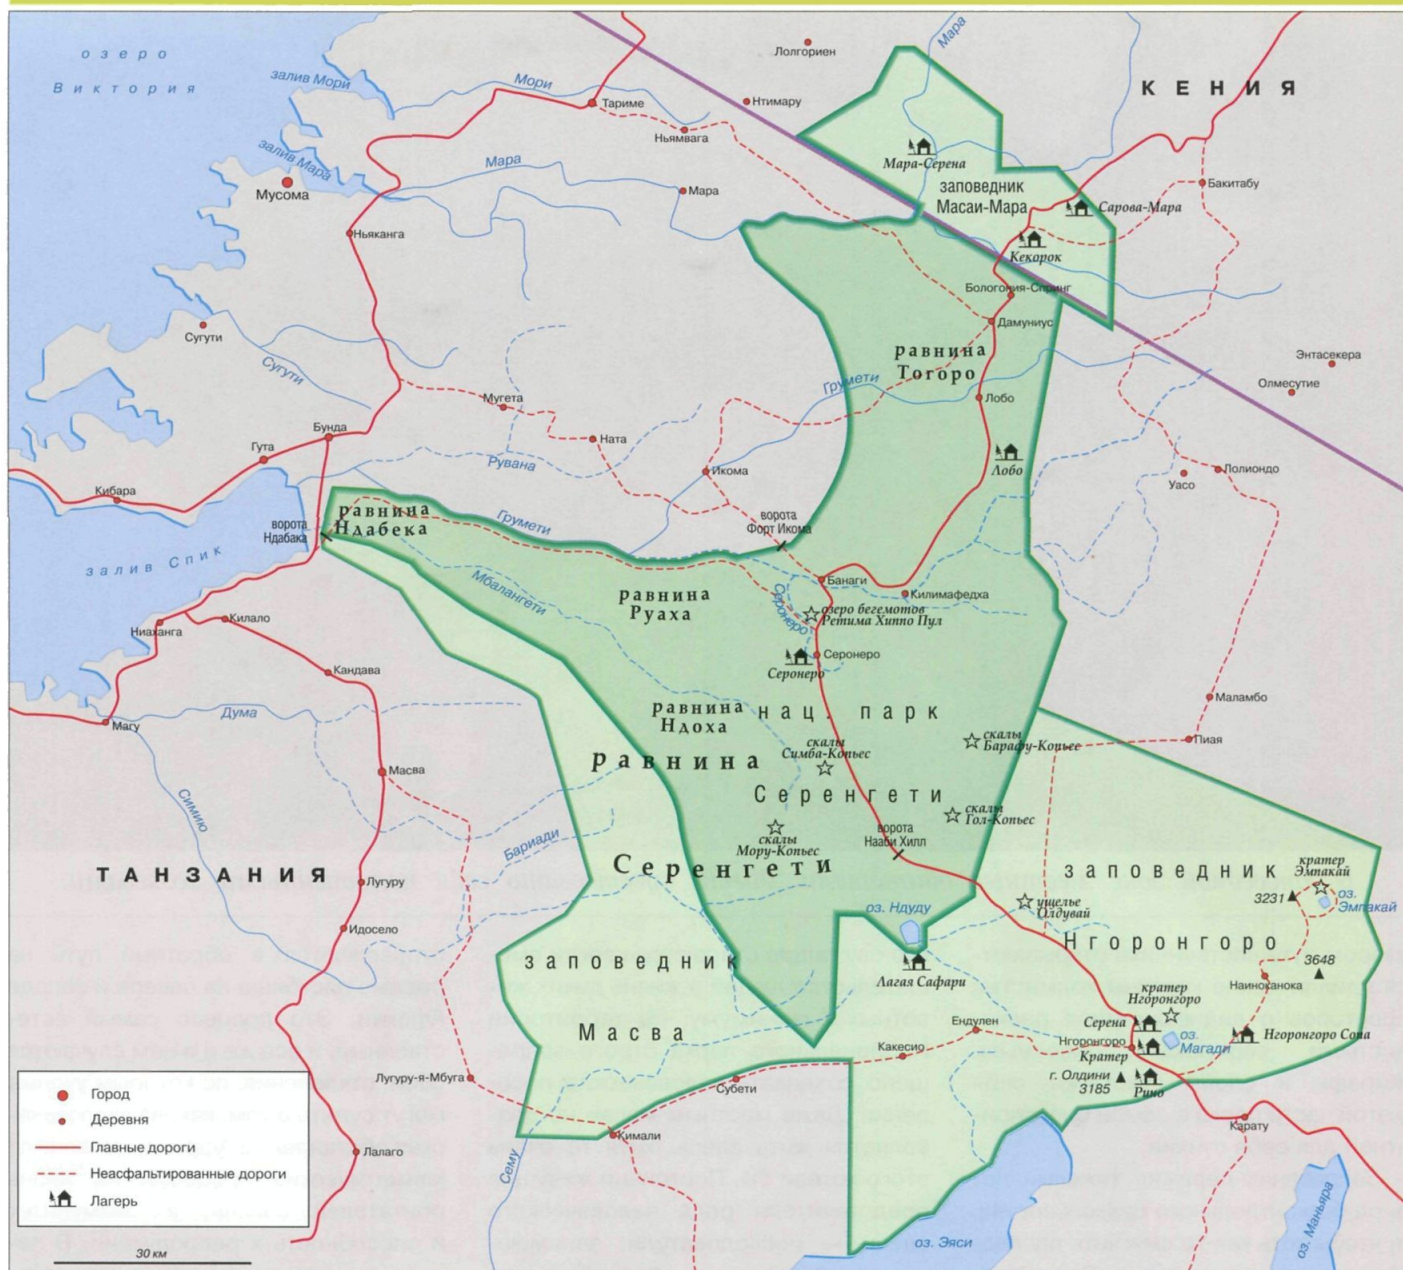 озеро
Виктория
залив Мори
Мори
Тариме
Лолгориен
Нтимару
Мара
КЕНИЯ
Ньямвага
залив Мара
Мусома
Мара
Мара
Мара-Серена
заповедник
Масаи-Мара
Сарова-Мара
Бакитабу
Кекорок
Ньяканга
Бологония-Спринг
Дамуниус
Сугути
Сугути
равнина
Тогоро
Грумети
Лобо
Энтасекера
Олмесутие
Мугета
Ната
Бунда
Гута
Рувана
Икома
Лобо
Лолиондо
Уасо
Кибара
ворота
Ндабака
равнина
Ндабека
Грумети
ворота
Форт Икома
залив Спик
Мбалангети
равнина
Руаха
Банаги
Килимафедха
Серонеро
озеро бегемотов
Ретима Хиппо Пул
Ниаханга
Килало
Кандава
Серонеро
Серонеро
Маламбо
Магу
Дума
равнина
Ндоха
нац. парк
скалы
Барафу-Копьес
Пиая
равнина
скалы
Симба-Копьес
Масва
Серенгети
Симию
скалы
Гол-Копьес
скалы
Мору-Копьес
ворота
Нааби Хилл
Бариади
Серенгети
ТАНЗАНИЯ
Лугуру
заповедник
кратер
Эмпакай
3231
оз.
Эмпакай
ущелье
Олдувай
оз. Ндуду
Идосело
Нгоронгоро
заповедник
3648
Лагая Сафари
Наиноканока
кратер
Нгоронгоро
Масва
Ендулен
Серена
Нгоронгоро
Кратер
оз.
Магади
Нгоронгоро Сопа
Какесио
г. Олдини
3185
Рино
Лугуру-я-Мбуга
Субети
Карату
Кимали
Лалаго
Сему
оз. Эяси
оз. Маньяра
Город
Деревня
Главные дороги
Неасфальтированные дороги
Лагерь
30 км